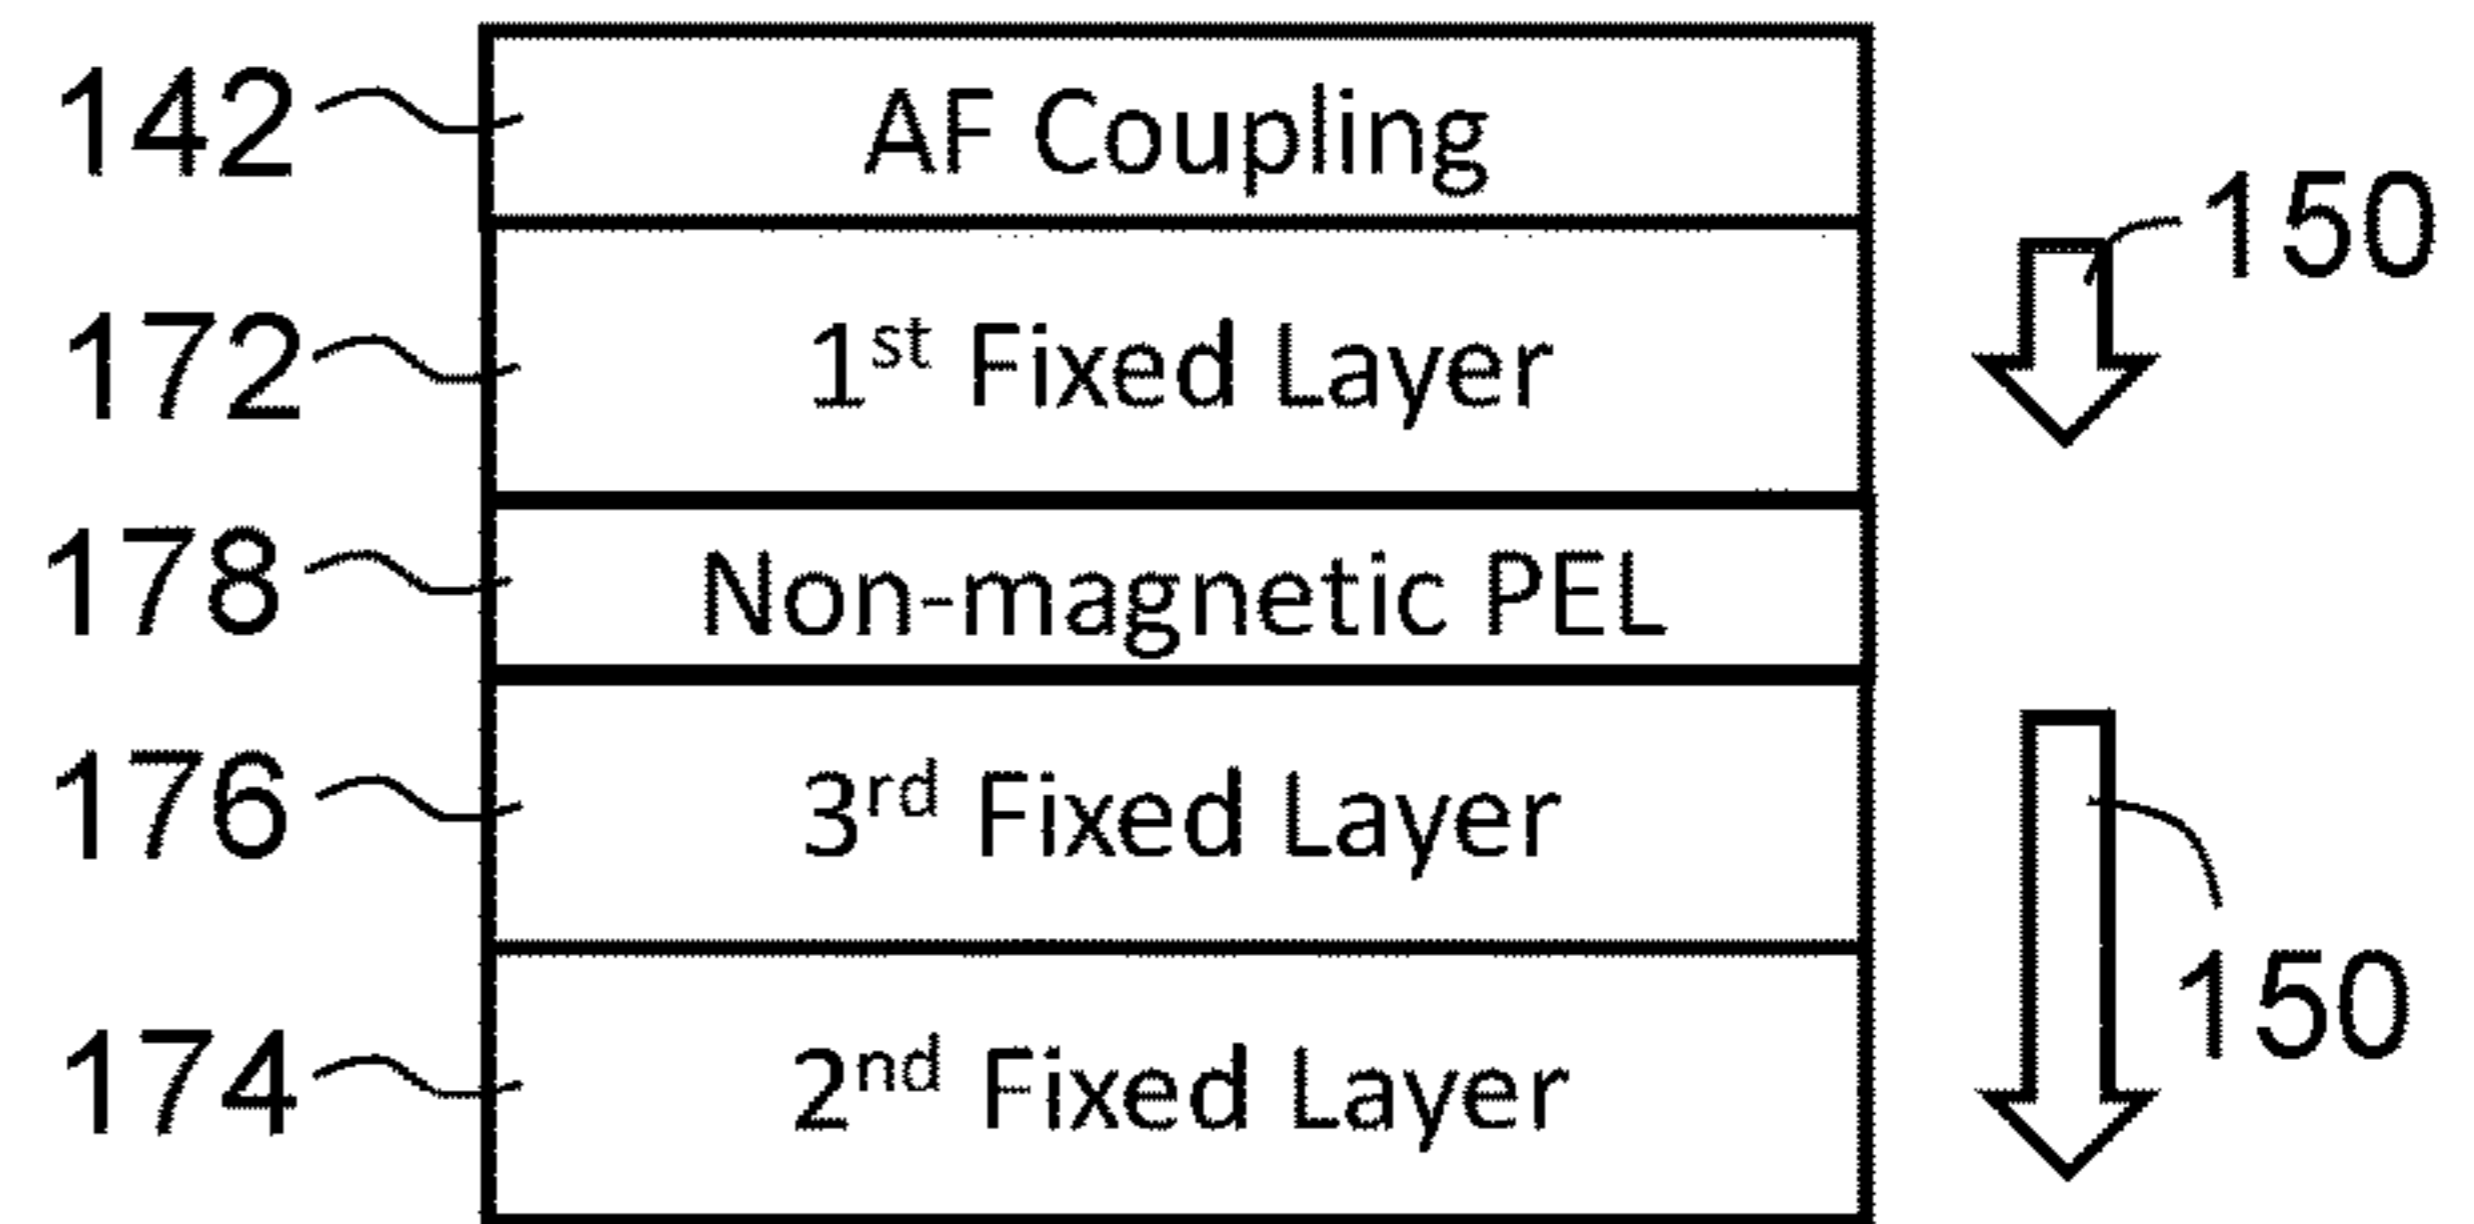 142 AF Coupling
150
172 1st Fixed Layer
178 Non-magnetic PEL
176 3rd Fixed Layer
150
174 2nd Fixed Layer